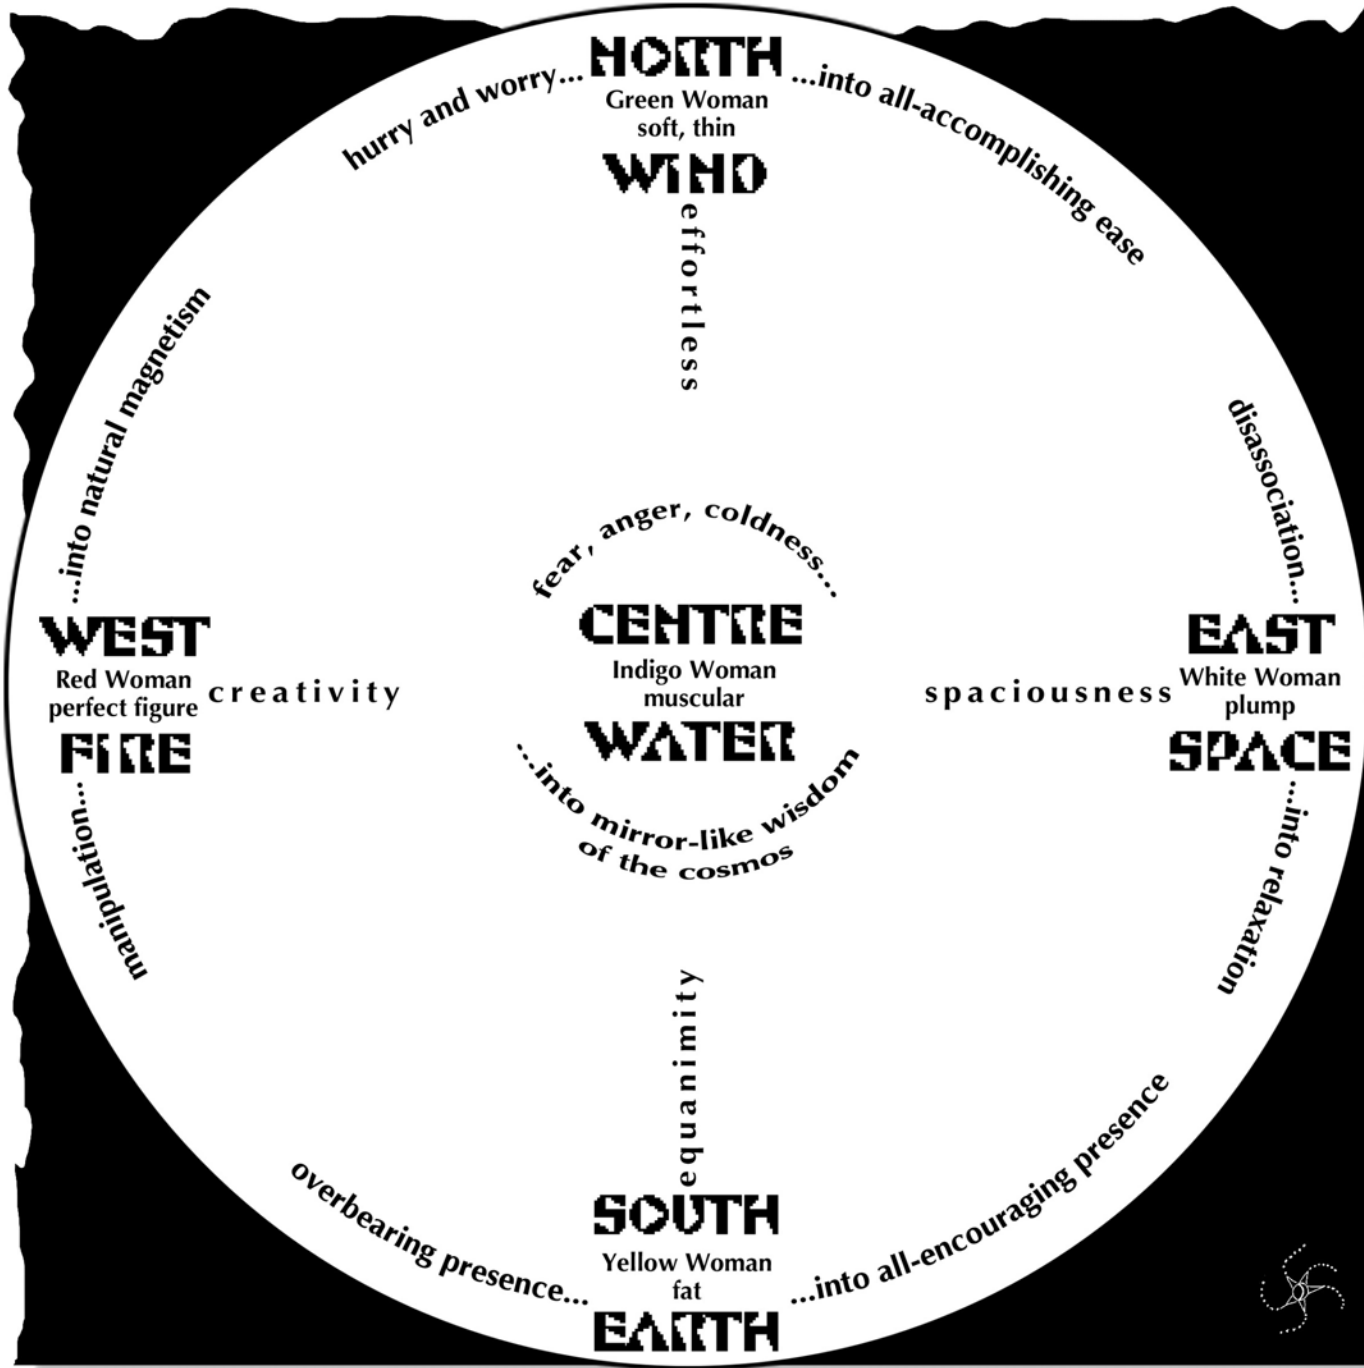 hurry and worry...
NORTH
...into all-accomplishing ease
Green Woman
soft, thin
WIND
effortless
...into natural magnetism
disassociation...
fear, anger, coldness...
WEST
Red Woman
perfect figure
FIRE
creativity
manipulation...
CENTRE
Indigo Woman
muscular
WATER
...into mirror-like wisdom
of the cosmos
spaciousness
EAST
White Woman
plump
SPACE
...into relaxation
equanimity
overbearing presence...
SOUTH
Yellow Woman
fat
EARTH
...into all-encouraging presence